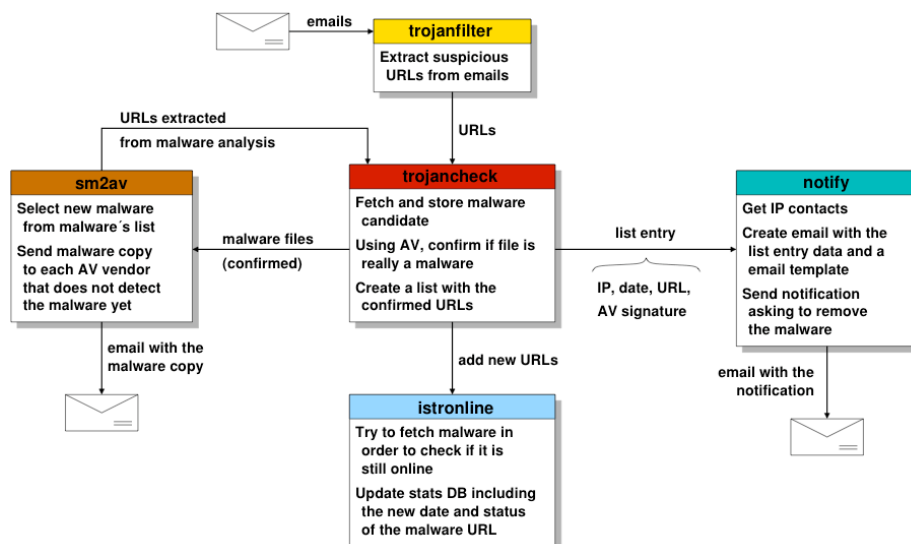 emails
trojanfilter
Extract suspicious
URLs from emails
URLs extracted
from malware analysis
URLs
sm2av
Select new malware
from malware´s list
Send malware copy
to each AV vendor
that does not detect
the malware yet
malware files
(confirmed)
trojancheck
Fetch and store malware
candidate
Using AV, confirm if file is
really a malware
Create a list with the
confirmed URLs
list entry
IP, date, URL,
AV signature
notify
Get IP contacts
Create email with the
list entry data and a
email template
Send notification
asking to remove
the malware
email with the
malware copy
add new URLs
email with the
notification
istronline
Try to fetch malware in
order to check if it is
still online
Update stats DB including
the new date and status
of the malware URL